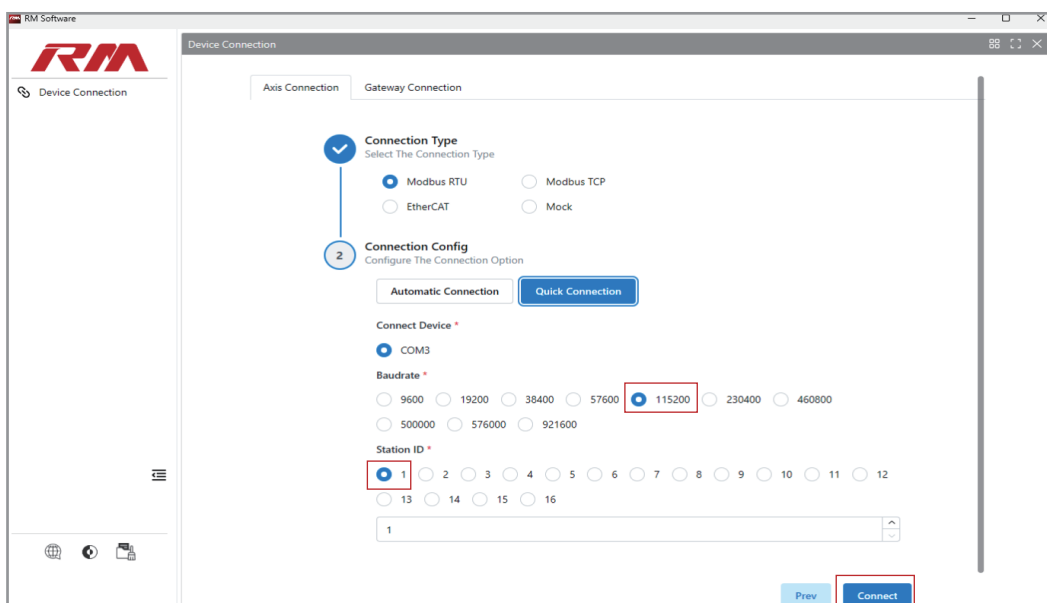 RM Software
RM
Device Connection
Device Connection
Axis Connection Gateway Connection
Connection Type
Select The Connection Type
Modbus RTU Modbus TCP
EtherCAT Mock
2
Connection Config
Configure The Connection Option
Automatic Connection Quick Connection
Connect Device *
COM3
Baudrate *
9600 19200 38400 57600 115200 230400 460800
500000 576000 921600
Station ID *
1 2 3 4 5 6 7 8 9 10 11 12
13 14 15 16
1
Prev Connect